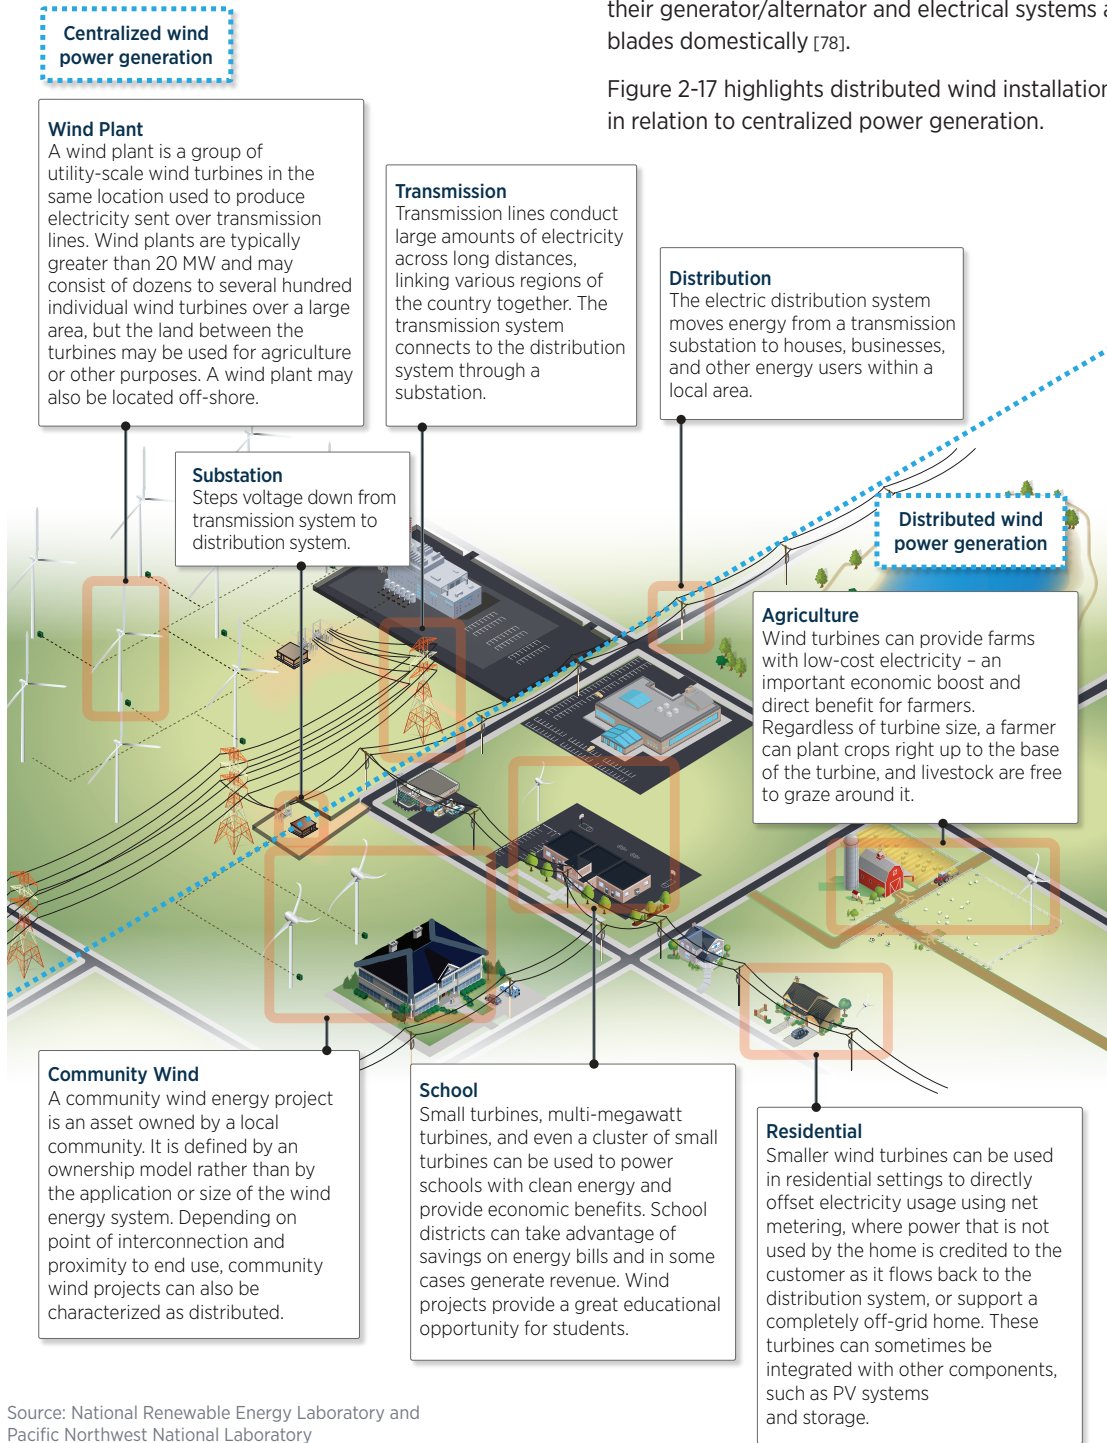 their generator/alternator and electrical systems
blades domestically [78].
Figure 2-17 highlights distributed wind installation
in relation to centralized power generation.
Centralized wind
power generation
Wind Plant
A wind plant is a group of
utility-scale wind turbines in the
same location used to produce
electricity sent over transmission
lines. Wind plants are typically
greater than 20 MW and may
consist of dozens to several hundred
individual wind turbines over a large
area, but the land between the
turbines may be used for agriculture
or other purposes. A wind plant may
also be located off-shore.
Transmission
Transmission lines conduct
large amounts of electricity
across long distances,
linking various regions of
the country together. The
transmission system
connects to the distribution
system through a
substation.
Distribution
The electric distribution system
moves energy from a transmission
substation to houses, businesses,
and other energy users within a
local area.
Substation
Steps voltage down from
transmission system to
distribution system.
Distributed wind
power generation
Agriculture
Wind turbines can provide farms
with low-cost electricity – an
important economic boost and
direct benefit for farmers.
Regardless of turbine size, a farmer
can plant crops right up to the base
of the turbine, and livestock are free
to graze around it.
Community Wind
A community wind energy project
is an asset owned by a local
community. It is defined by an
ownership model rather than by
the application or size of the wind
energy system. Depending on
point of interconnection and
proximity to end use, community
wind projects can also be
characterized as distributed.
School
Small turbines, multi-megawatt
turbines, and even a cluster of small
turbines can be used to power
schools with clean energy and
provide economic benefits. School
districts can take advantage of
savings on energy bills and in some
cases generate revenue. Wind
projects provide a great educational
opportunity for students.
Residential
Smaller wind turbines can be used
in residential settings to directly
offset electricity usage using net
metering, where power that is not
used by the home is credited to the
customer as it flows back to the
distribution system, or support a
completely off-grid home. These
turbines can sometimes be
integrated with other components,
such as PV systems
and storage.
Source: National Renewable Energy Laboratory and
Pacific Northwest National Laboratory